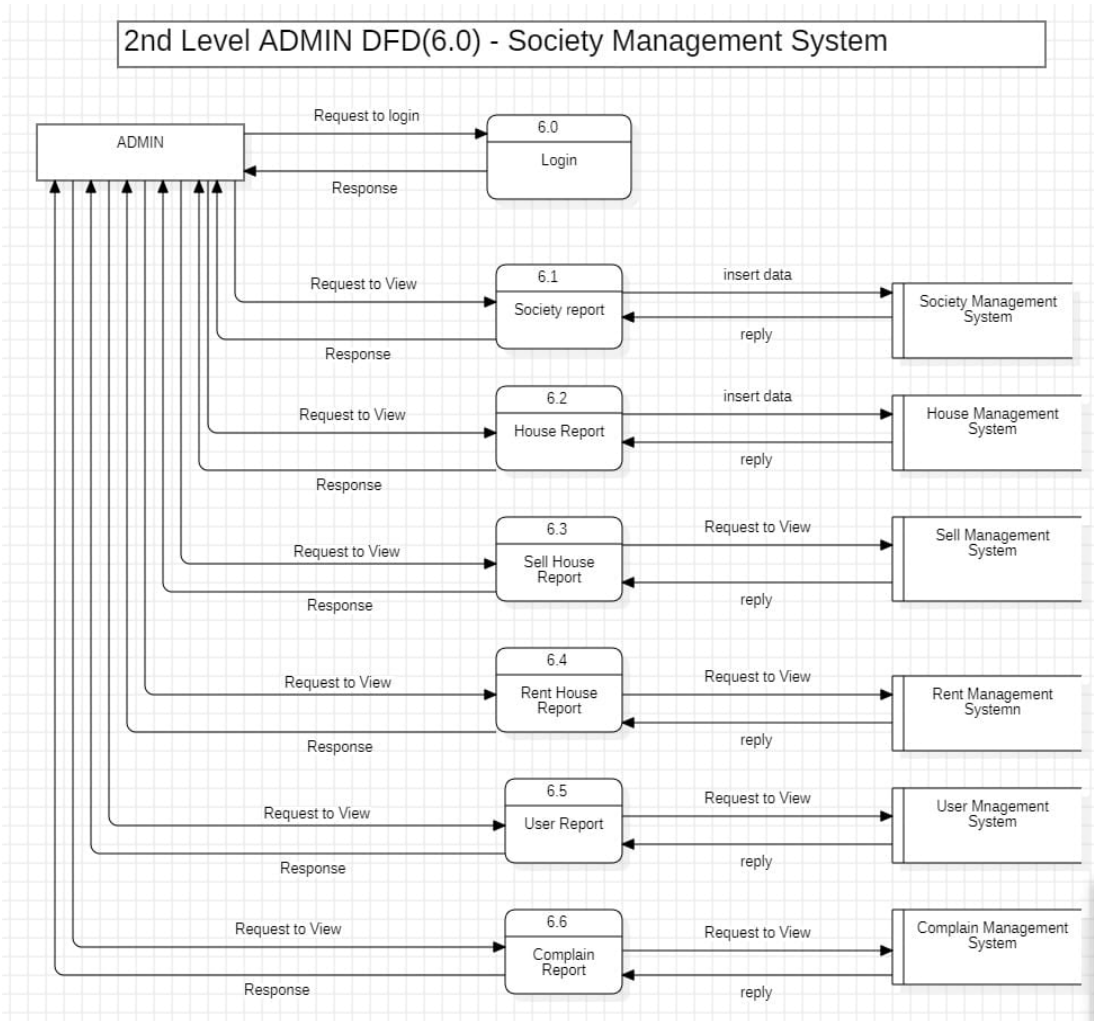 2nd Level ADMIN DFD(6.0) - Society Management System
Request to login
6.0
ADMIN
Login
Response
6.1
insert data
Request to View
Society report
Society Management
System
reply
Response
6.2
insert data
Request to View
House Report
House Management
System
reply
Response
6.3
Request to View
Sell Management
System
Request to View
Sell House
Report
reply
Response
6.4
Request to View
Request to View
Rent House
Report
Rent Management
Systemn
reply
Response
6.5
Request to View
Request to View
User Report
User Mnagement
System
reply
Response
6.6
Request to View
Request to View
Complain
Report
Complain Management
System
reply
Response